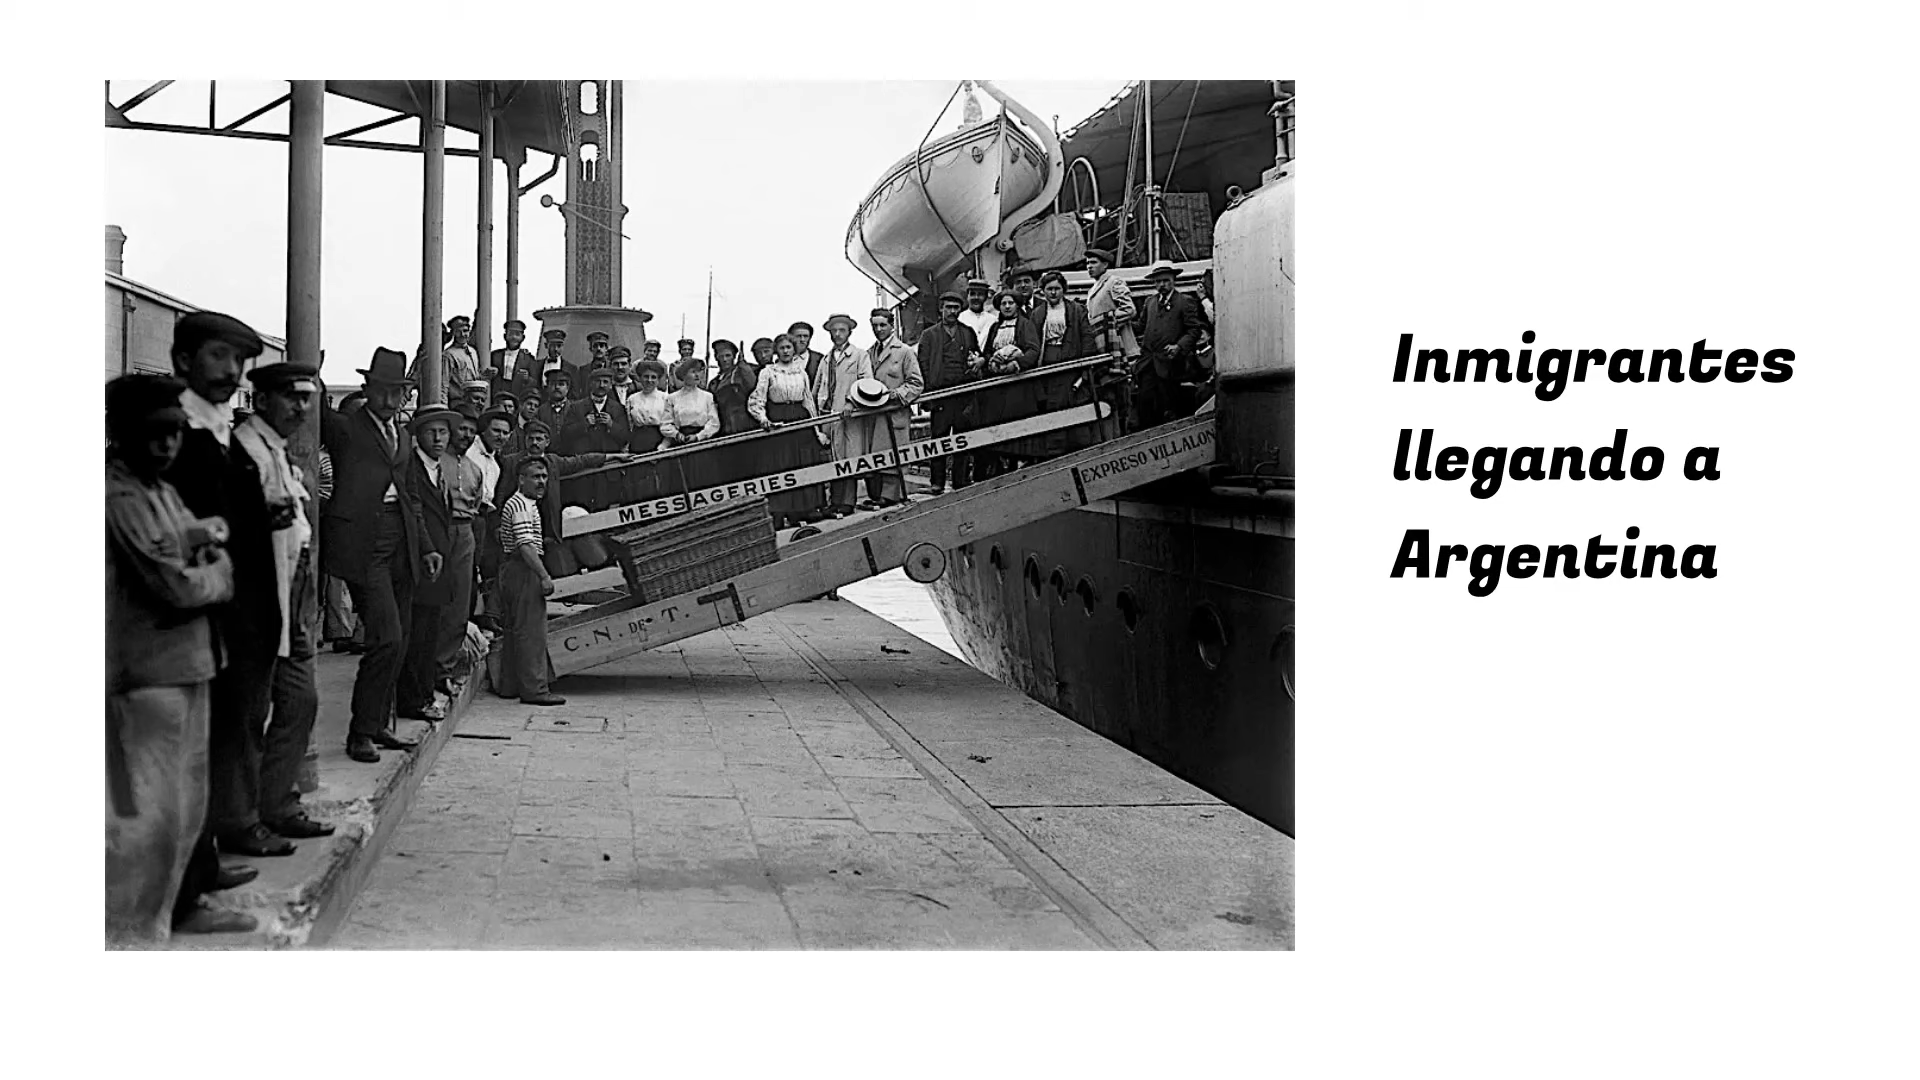 MESSAGERIES MARITIMES
EXPRESO VILLALON
C.N. DE T.
Inmigrantes
llegando a
Argentina